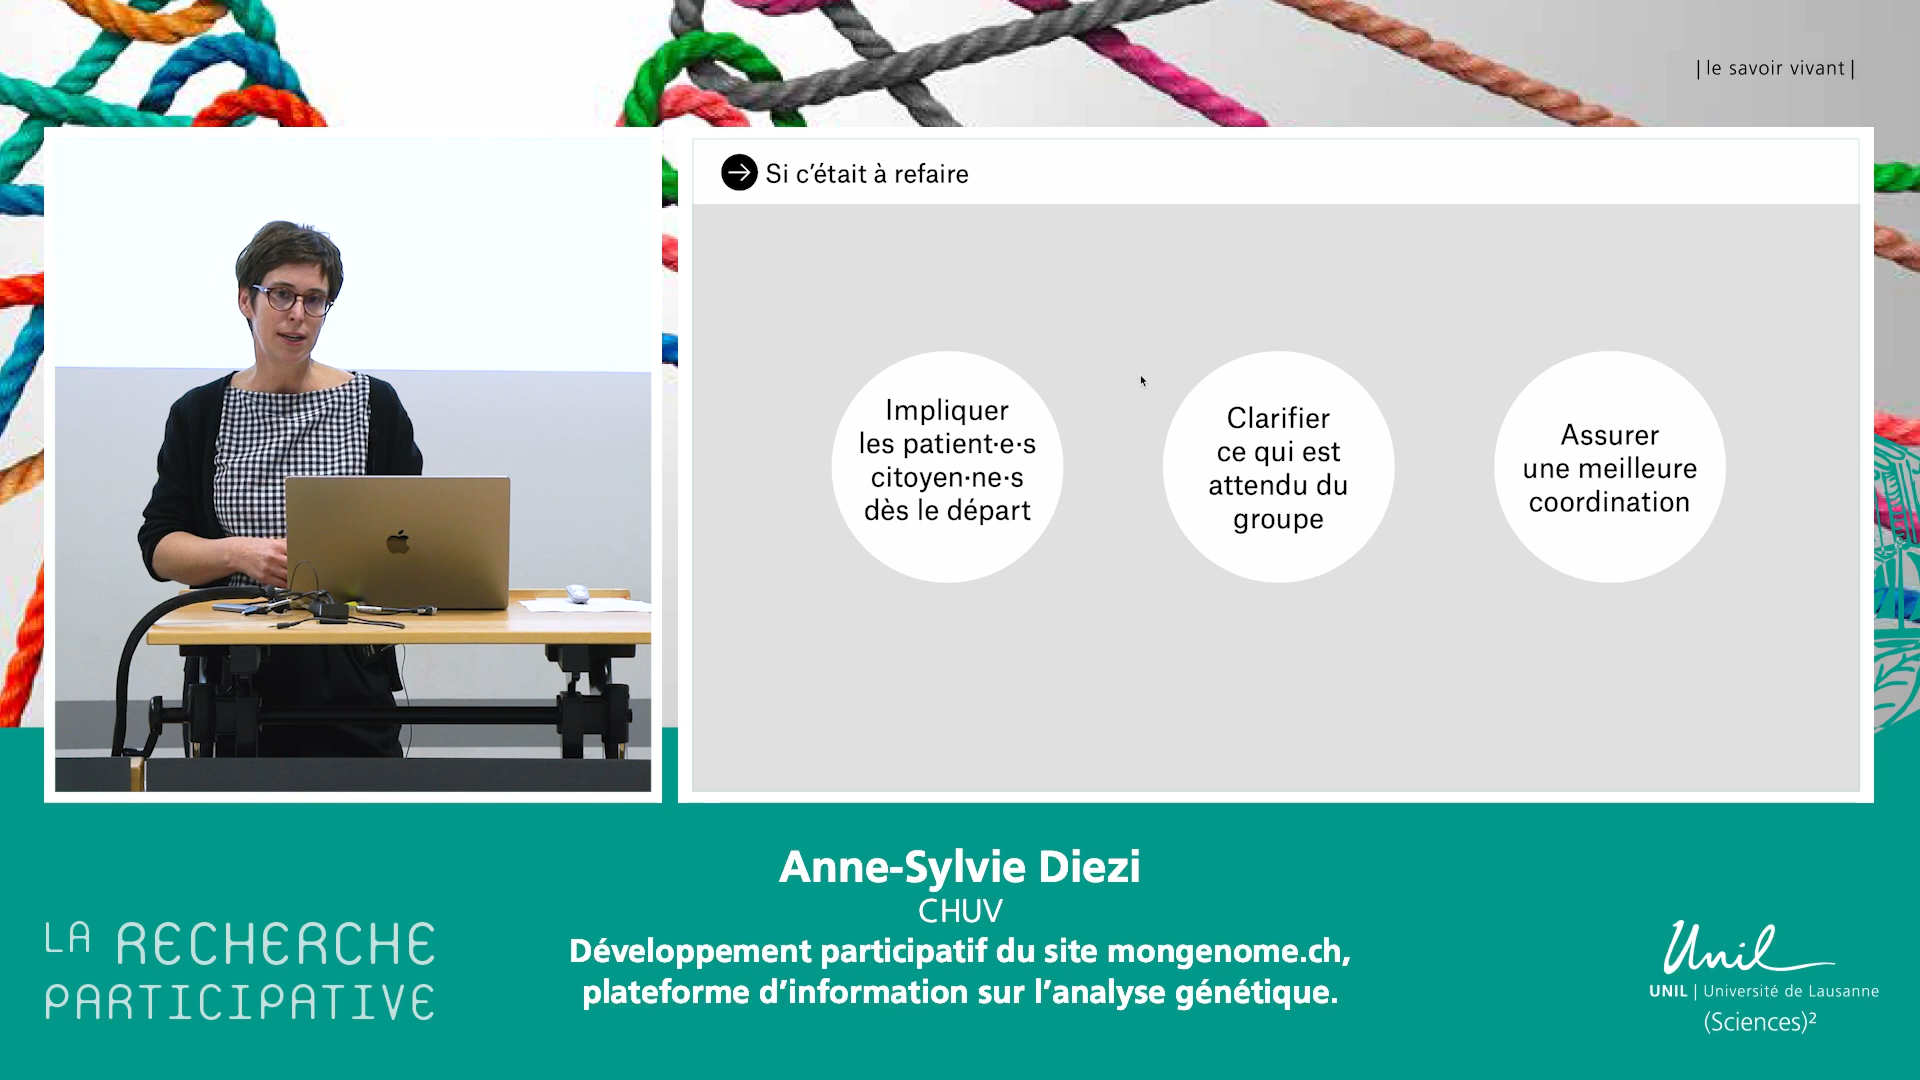 | le savoir vivant |
Si c’était à refaire
Impliquer
les patient·e·s
citoyen·ne·s
dès le départ
Clarifier
ce qui est
attendu du
groupe
Assurer
une meilleure
coordination
Anne-Sylvie Diezi
CHUV
Développement participatif du site mongenome.ch,
plateforme d’information sur l’analyse génétique.
LA RECHERCHE
PARTICIPATIVE
Unil
UNIL | Université de Lausanne
(Sciences)²